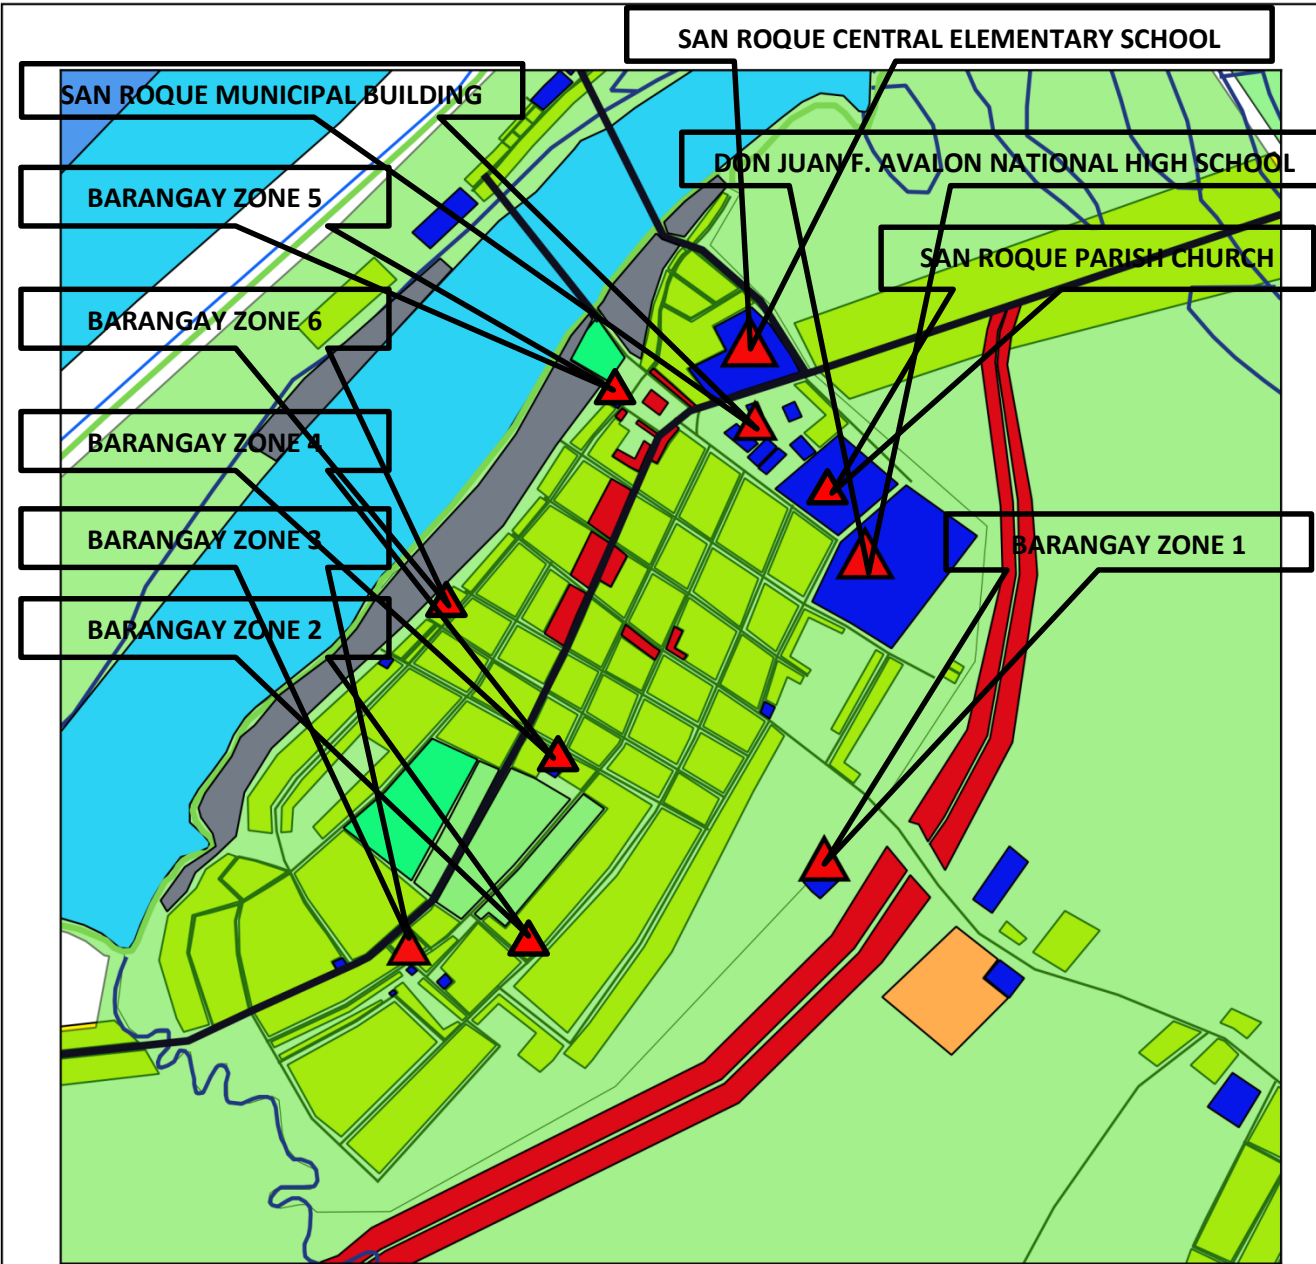 SAN ROQUE CENTRAL ELEMENTARY SCHOOL
SAN ROQUE MUNICIPAL BUILDING
DON JUAN F. AVALON NATIONAL HIGH SCHOOL
BARANGAY ZONE 5
SAN ROQUE PARISH CHURCH
BARANGAY ZONE 6
BARANGAY ZONE 4
BARANGAY ZONE 3
BARANGAY ZONE 1
BARANGAY ZONE 2